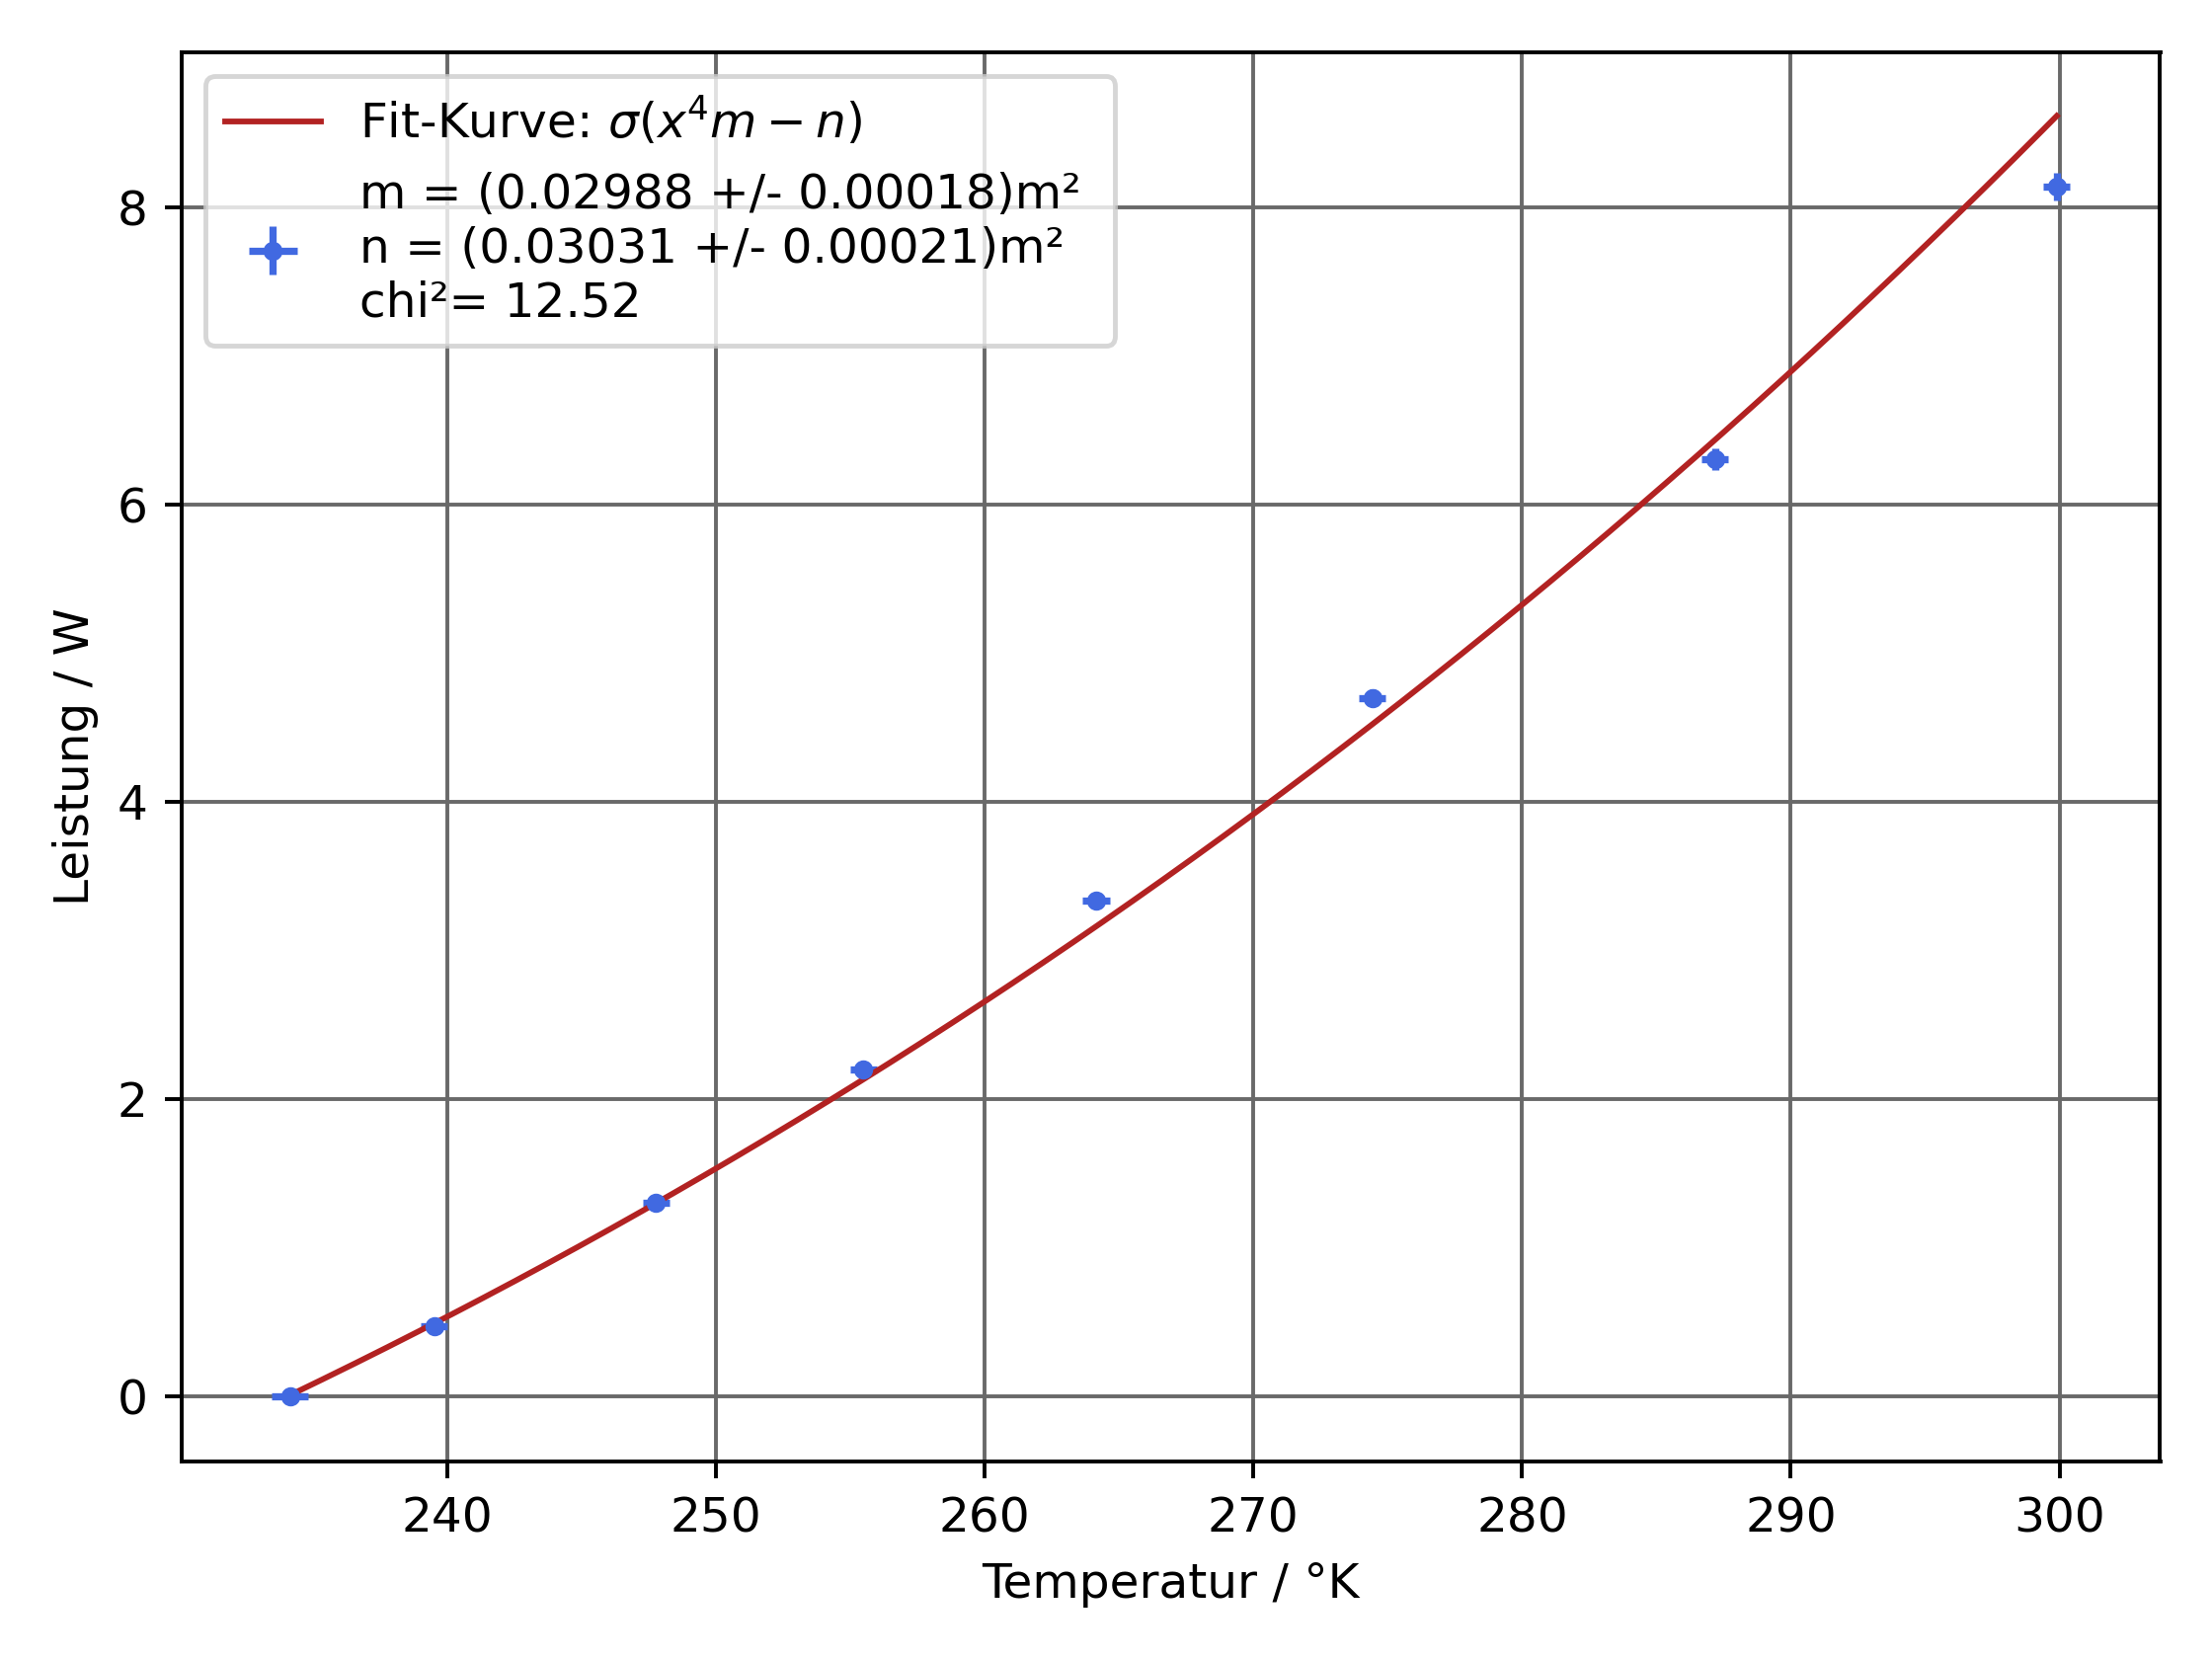 Fit-Kurve: σ(x⁴m − n)
m = (0.02988 +/- 0.00018)m²
n = (0.03031 +/- 0.00021)m²
chi²= 12.52
8
6
4
2
0
Leistung / W
240 250 260 270 280 290 300
Temperatur / °K